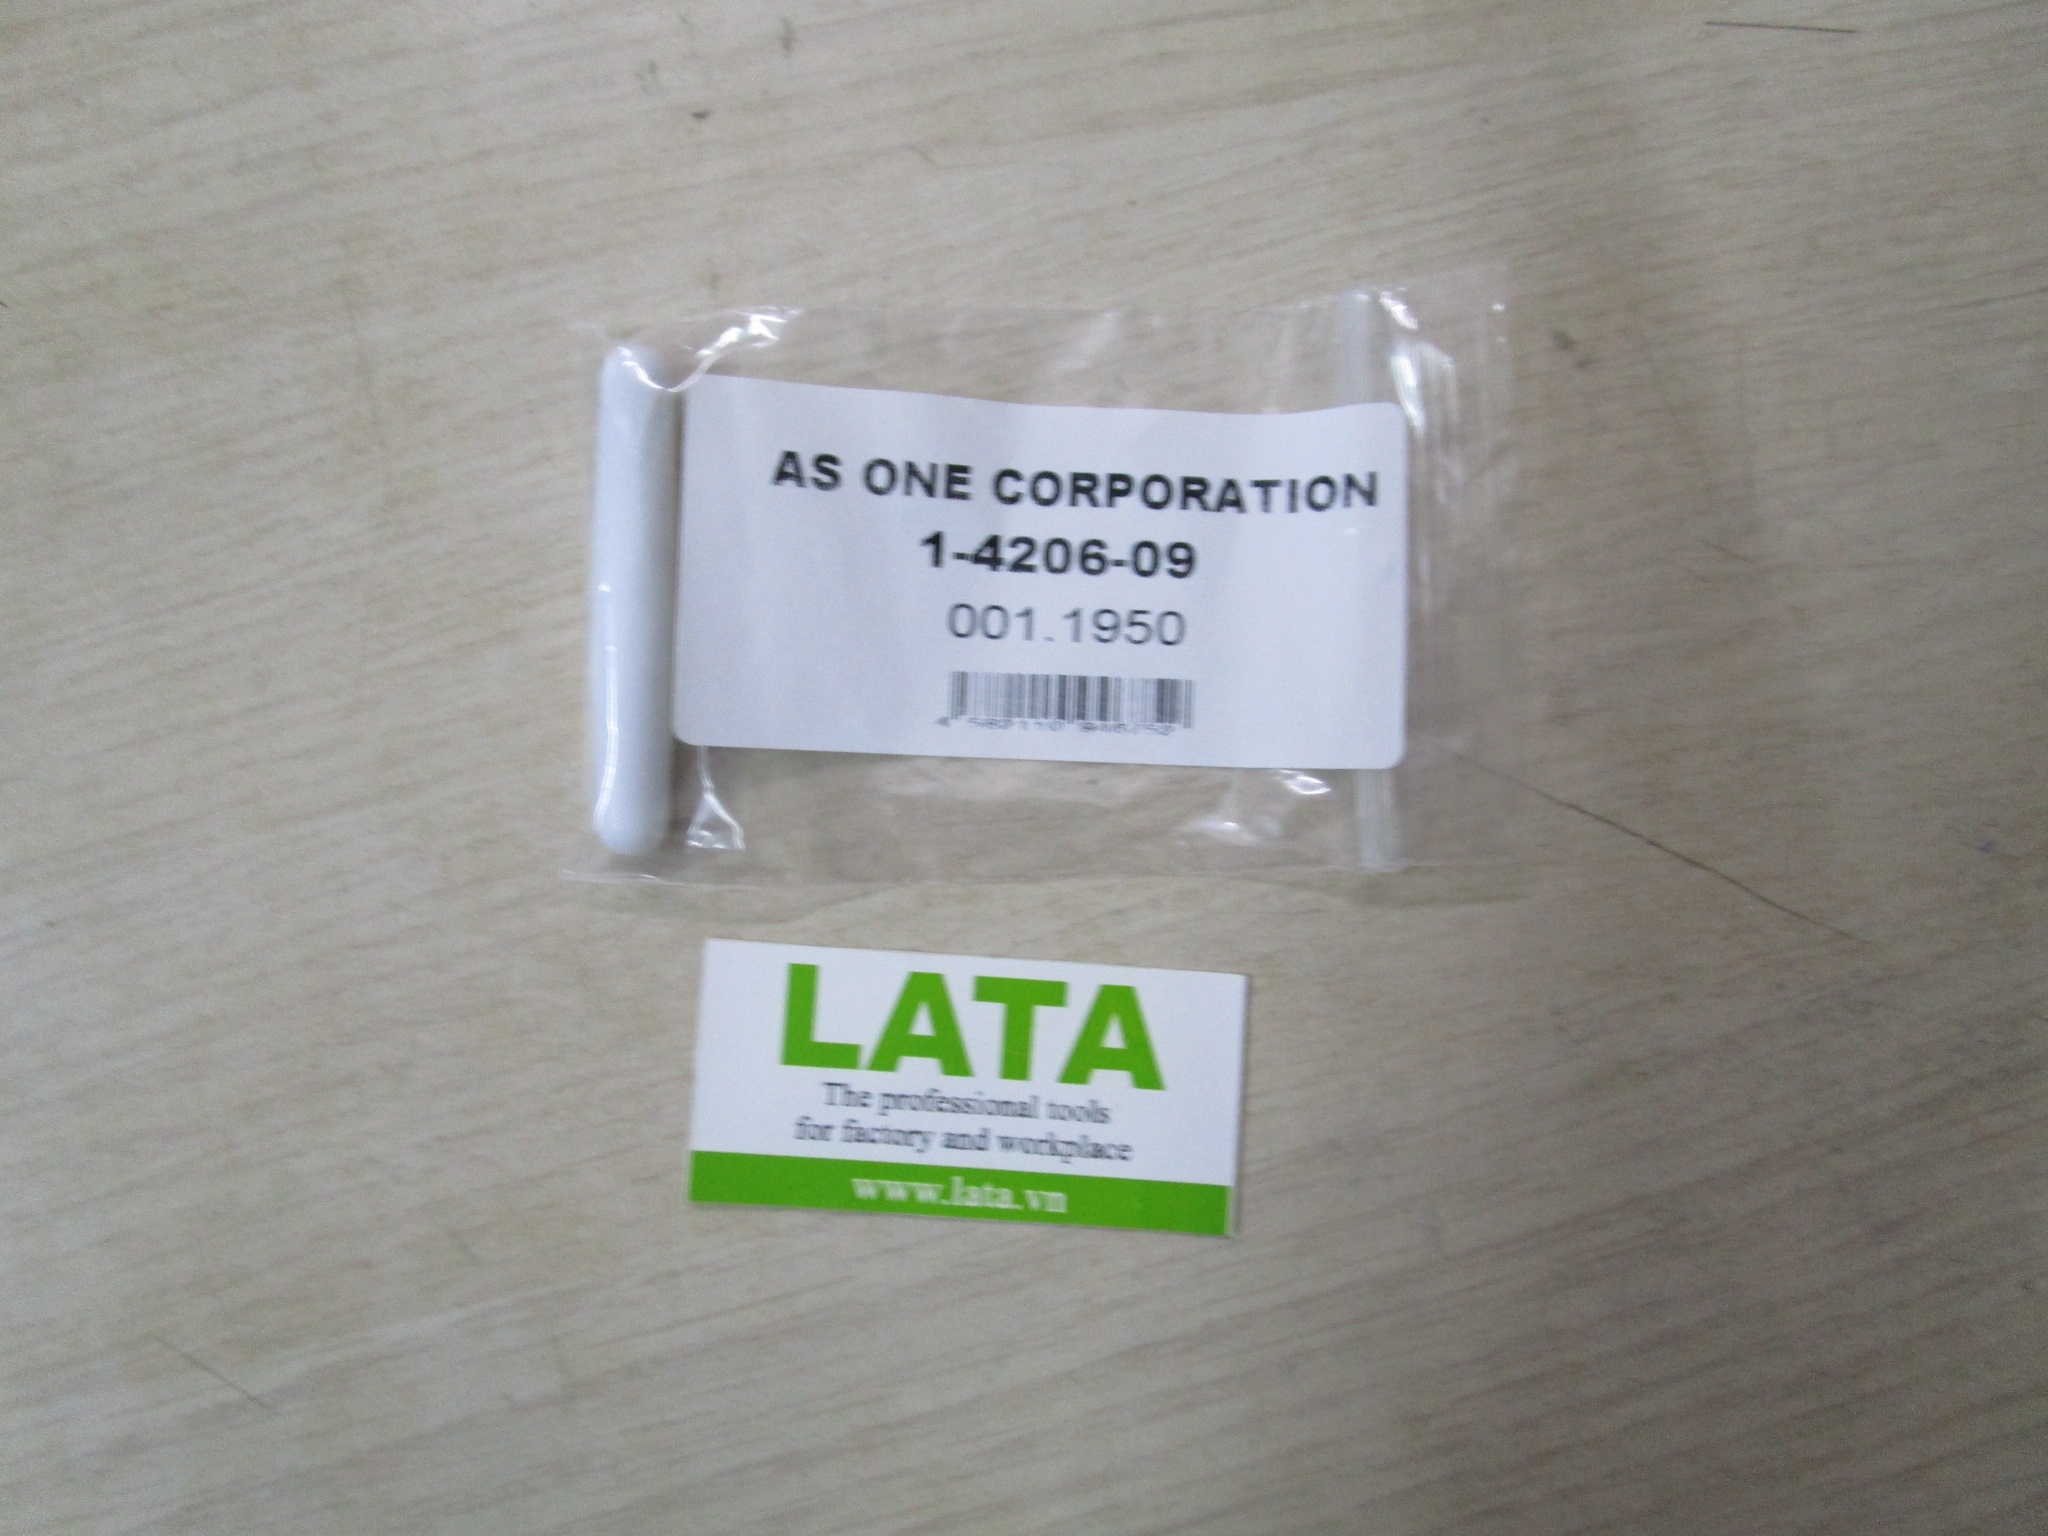 AS ONE CORPORATION
1-4206-09
001.1950
LATA
The professional tools
for factory and workplace
www.lata.vn